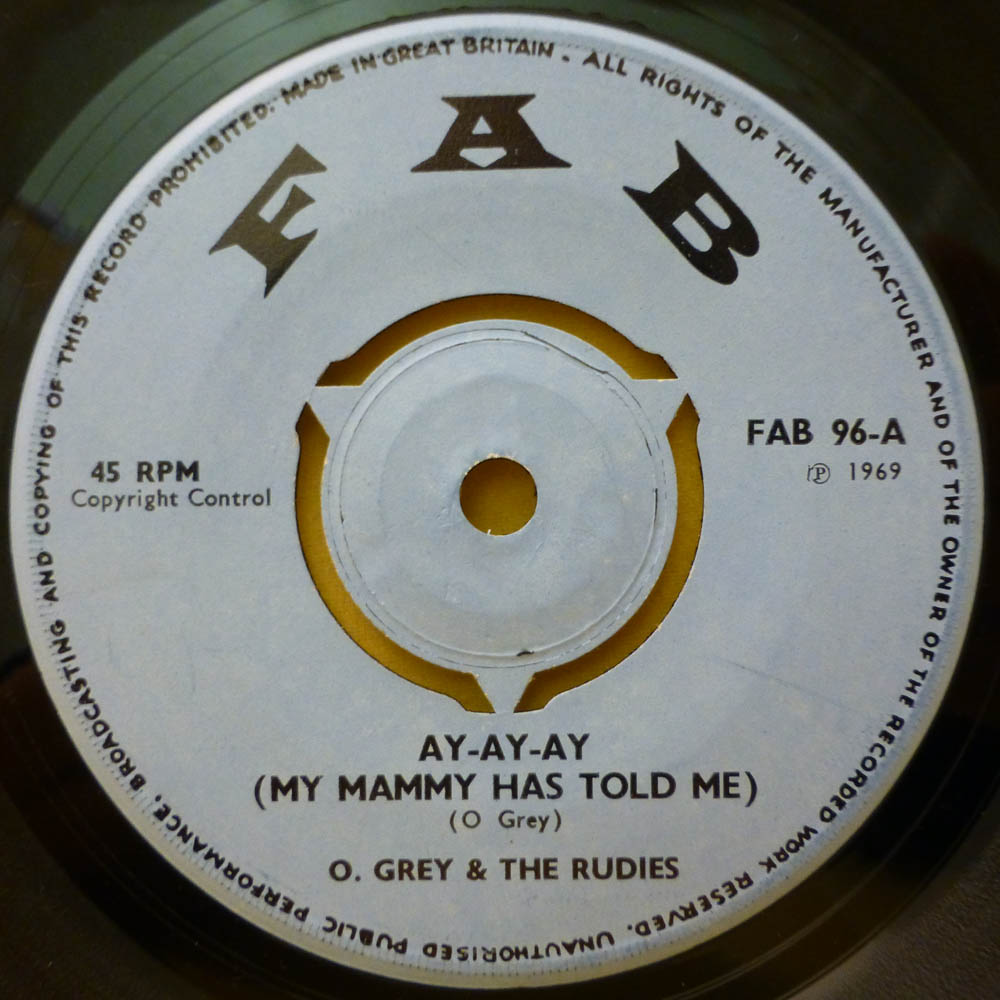 ALL RIGHTS OF THE MANUFACTURER AND OF THE OWNER OF THE RECORDED WORK RESERVED. UNAUTHORISED PUBLIC PERFORMANCE, BROADCASTING AND COPYING OF THIS RECORD PROHIBITED. MADE IN GREAT BRITAIN .
FAB
45 RPM
Copyright Control
FAB 96-A
℗ 1969
AY-AY-AY
(MY MAMMY HAS TOLD ME)
(O Grey)
O. GREY & THE RUDIES